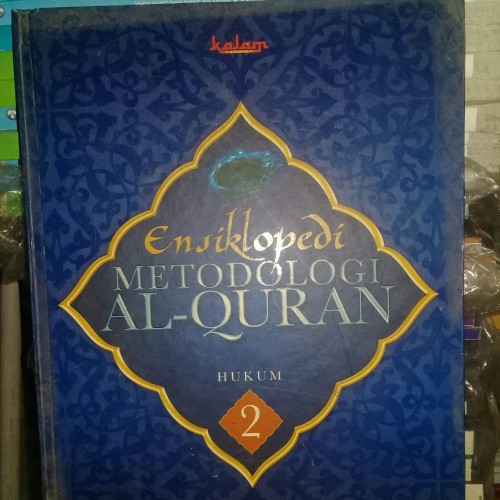 kalam
Ensiklopedi
METODOLOGI
AL-QURAN
HUKUM
2